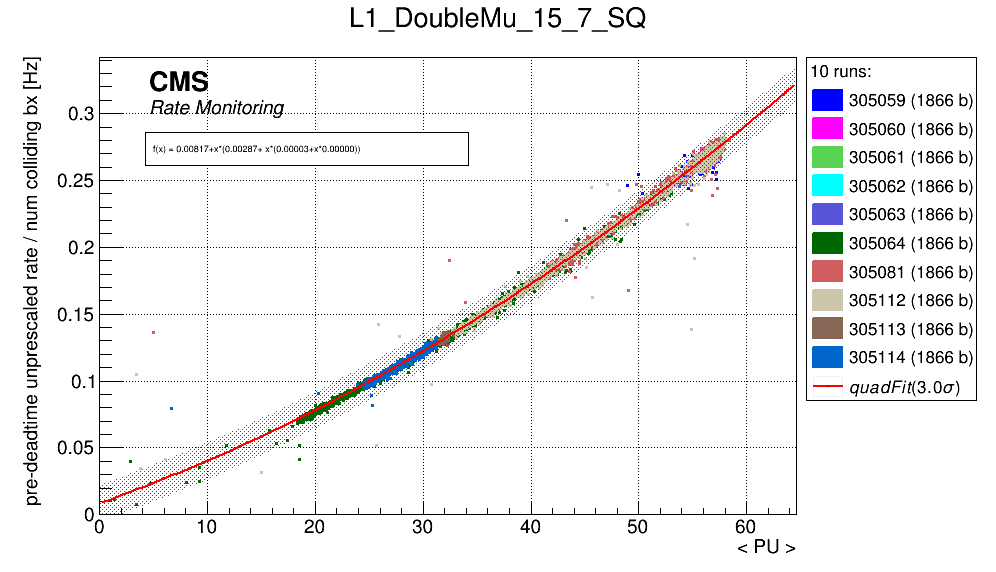 L1_DoubleMu_15_7_SQ
pre-deadtime unprescaled rate / num colliding bx [Hz]
CMS
Rate Monitoring
f(x) = 0.00817+x*(0.00287+ x*(0.00003+x*0.00000))
0.3
0.25
0.2
0.15
0.1
0.05
0
0 10 20 30 40 50 60
< PU >
10 runs:
305059 (1866 b)
305060 (1866 b)
305061 (1866 b)
305062 (1866 b)
305063 (1866 b)
305064 (1866 b)
305081 (1866 b)
305112 (1866 b)
305113 (1866 b)
305114 (1866 b)
quadFit(3.0σ)